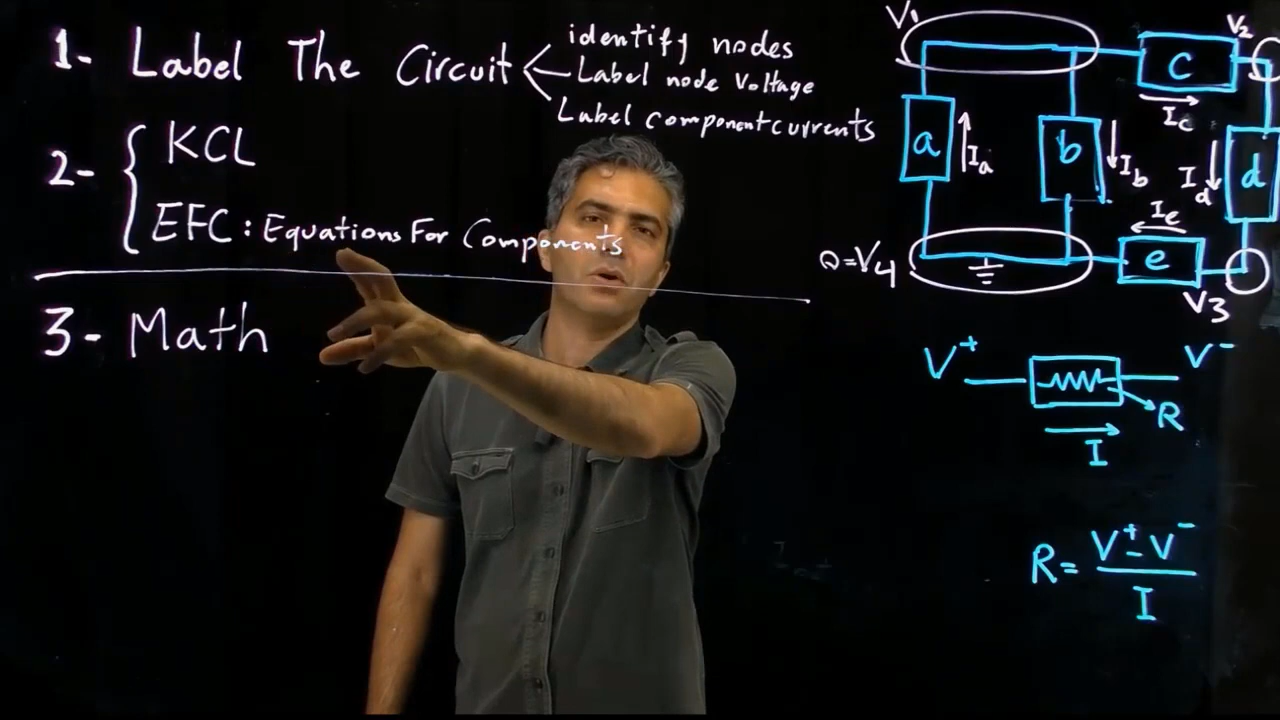 1- Label The Circuit
identify nodes
Label node Voltage
Label component currents
2- KCL
EFC: Equations For Components
3- Math
V1
V2
c
Ic
a
Ia
b
Ib
Id
d
Ie
e
0=V4
V3
V+
V-
R
I
R= V+-V-
I